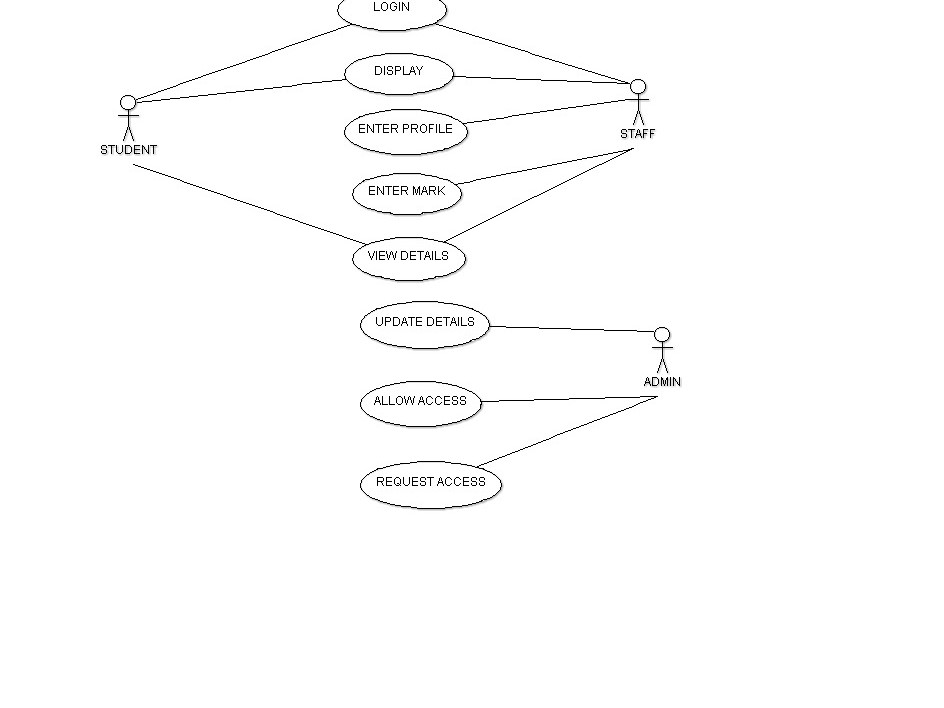 LOGIN
DISPLAY
ENTER PROFILE
STAFF
STUDENT
ENTER MARK
VIEW DETAILS
UPDATE DETAILS
ADMIN
ALLOW ACCESS
REQUEST ACCESS